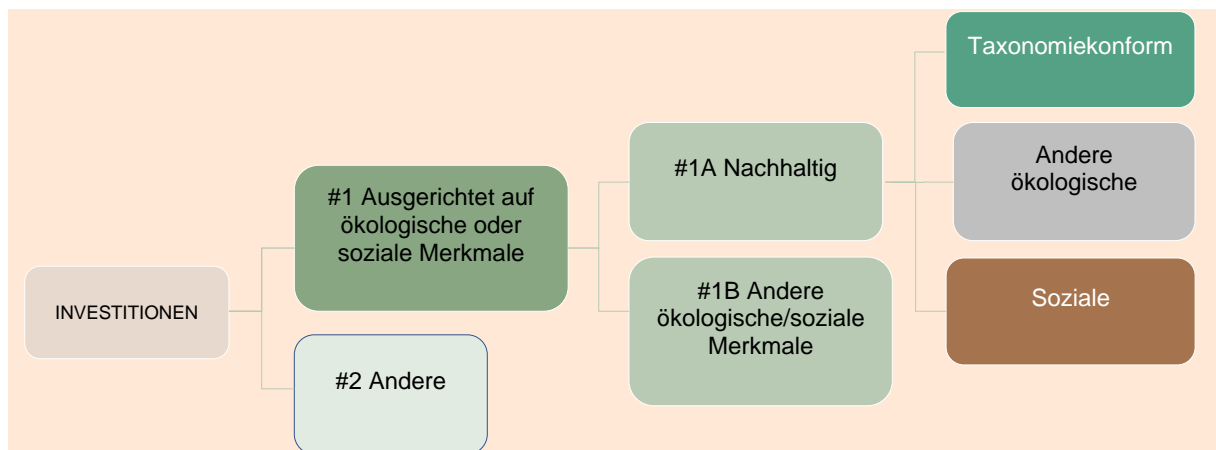 INVESTITIONEN
#1 Ausgerichtet auf
ökologische oder
soziale Merkmale
#2 Andere
#1A Nachhaltig
#1B Andere
ökologische/soziale
Merkmale
Taxonomiekonform
Andere
ökologische
Soziale